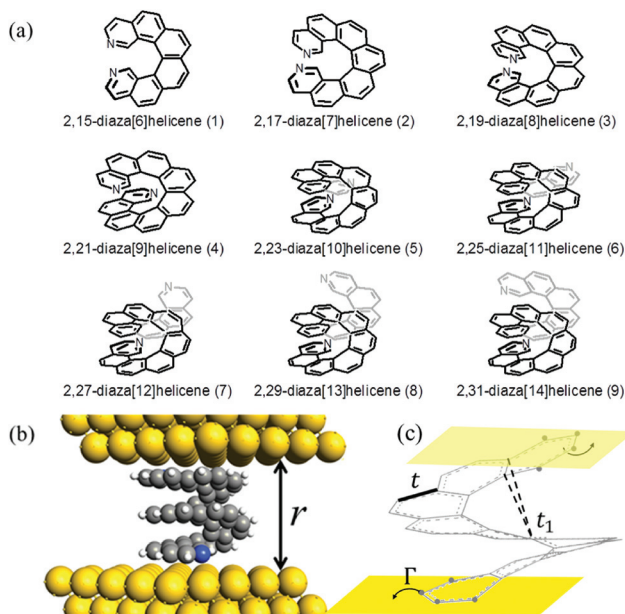 (a)
N
N
2,15-diaza[6]helicene (1)
N
N
2,17-diaza[7]helicene (2)
N
N
2,19-diaza[8]helicene (3)
N
N
2,21-diaza[9]helicene (4)
N
N
2,23-diaza[10]helicene (5)
N
N
2,25-diaza[11]helicene (6)
N
N
2,27-diaza[12]helicene (7)
N
N
2,29-diaza[13]helicene (8)
N
N
2,31-diaza[14]helicene (9)
(b)
r
(c)
t
t₁
Γ